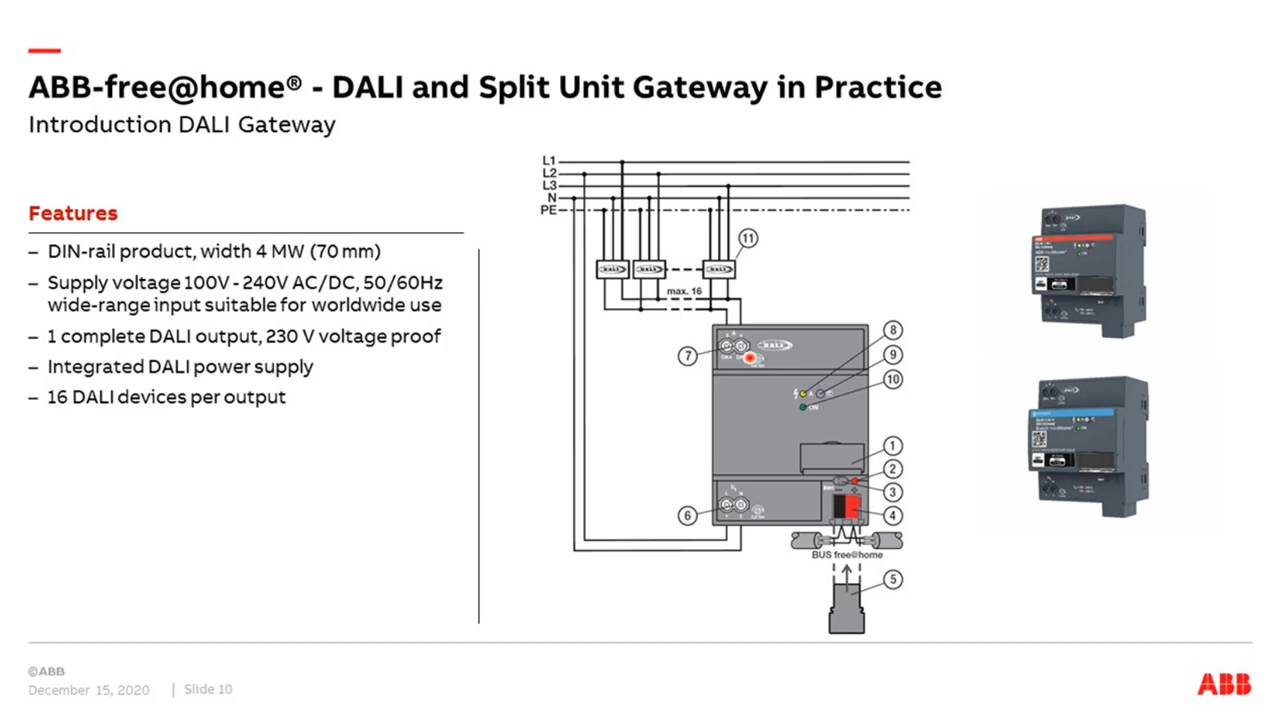 ABB-free@home® - DALI and Split Unit Gateway in Practice
Introduction DALI Gateway
Features
– DIN-rail product, width 4 MW (70 mm)
– Supply voltage 100V - 240V AC/DC, 50/60Hz
wide-range input suitable for worldwide use
– 1 complete DALI output, 230 V voltage proof
– Integrated DALI power supply
– 16 DALI devices per output
L1
L2
L3
N
PE
11
DALI DALI DALI
max. 16
7
DALI
8
9
10
ON
1
2
3
4
6
BUS free@home
5
©ABB
December 15, 2020 | Slide 10
ABB